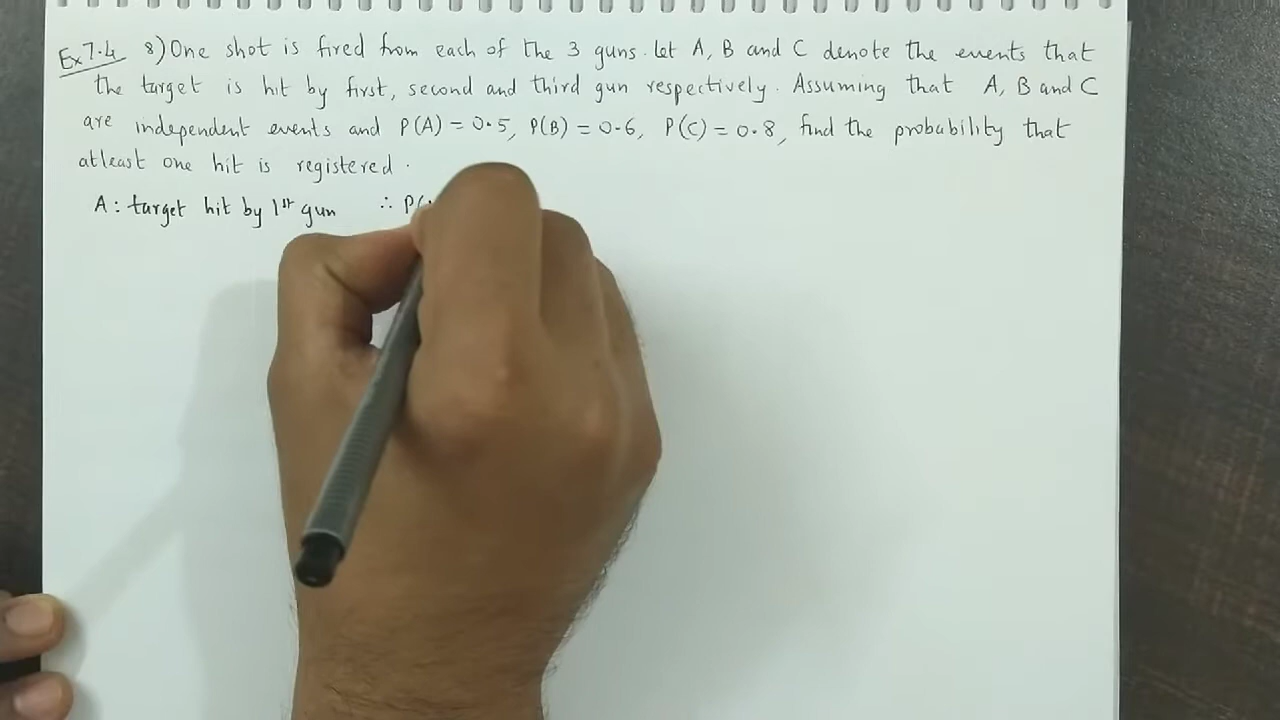 Ex 7.4 8) One shot is fired from each of the 3 guns. Let A, B and C denote the events that
the target is hit by first, second and third gun respectively. Assuming that A, B and C
are independent events and P(A) = 0.5, P(B) = 0.6, P(C) = 0.8, find the probability that
atleast one hit is registered.
A: target hit by 1st gun ∴ P(